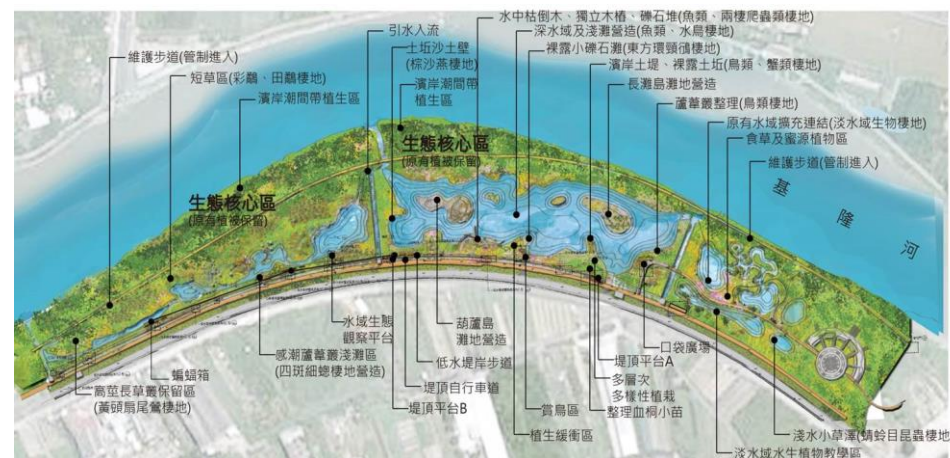 水中枯倒木、獨立木樁、礫石堆(魚類、兩棲爬蟲類棲地)
引水入流
深水域及淺灘營造(魚類、水鳥棲地)
維護步道(管制進入)
土坵沙土壁
(棕沙燕棲地)
裸露小礫石灘(東方環頸鴴棲地)
短草區(彩鷸、田鷸棲地)
濱岸土堤、裸露土坵(鳥類、蟹類棲地)
濱岸潮間帶植生區
濱岸潮間帶
植生區
長灘島灘地營造
蘆葦叢整理(鳥類棲地)
原有水域擴充連結(淡水域生物棲地)
食草及蜜源植物區
維護步道(管制進入)
生態核心區
(原有植被保留)
生態核心區
(原有植被保留)
基隆河
水域生態
觀察平台
葫蘆島
灘地營造
口袋廣場
感潮蘆葦叢淺灘區
(四斑細蟌棲地營造)
低水堤岸步道
堤頂平台A
蝙蝠箱
高莖長草叢保留區
(黃頭扇尾鶯棲地)
堤頂自行車道
多層次
多樣性植栽
堤頂平台B
賞鳥區
整理血桐小苗
植生緩衝區
淺水小草澤(蜻蛉目昆蟲棲地
淡水域水生植物教學區